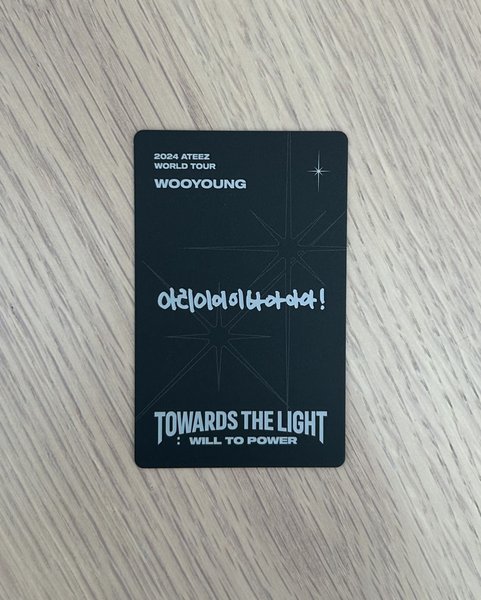 2024 ATEEZ
WORLD TOUR
WOOYOUNG
아리이이이나아아아!
TOWARDS THE LIGHT
: WILL TO POWER